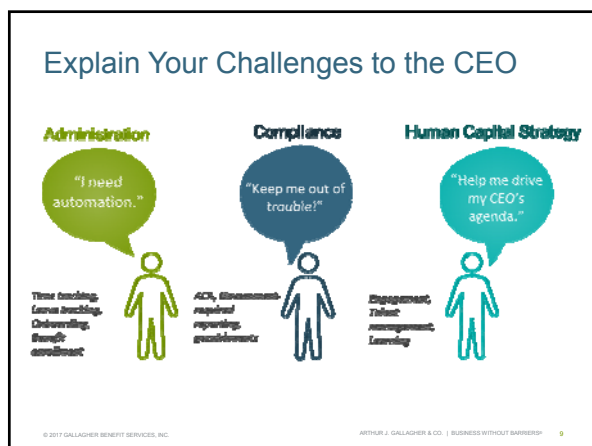 Explain Your Challenges to the CEO
Administration
Compliance
Human Capital Strategy
"I need
automation."
"Keep me out of
trouble!"
"Help me drive
my CEO's
agenda."
Time tracking,
Leave tracking,
Onboarding,
Benefit
enrollment
ACA, Government-
required
reporting,
garnishments
Engagement,
Talent
management,
Learning
© 2017 GALLAGHER BENEFIT SERVICES, INC.
ARTHUR J. GALLAGHER & CO. | BUSINESS WITHOUT BARRIERS
9